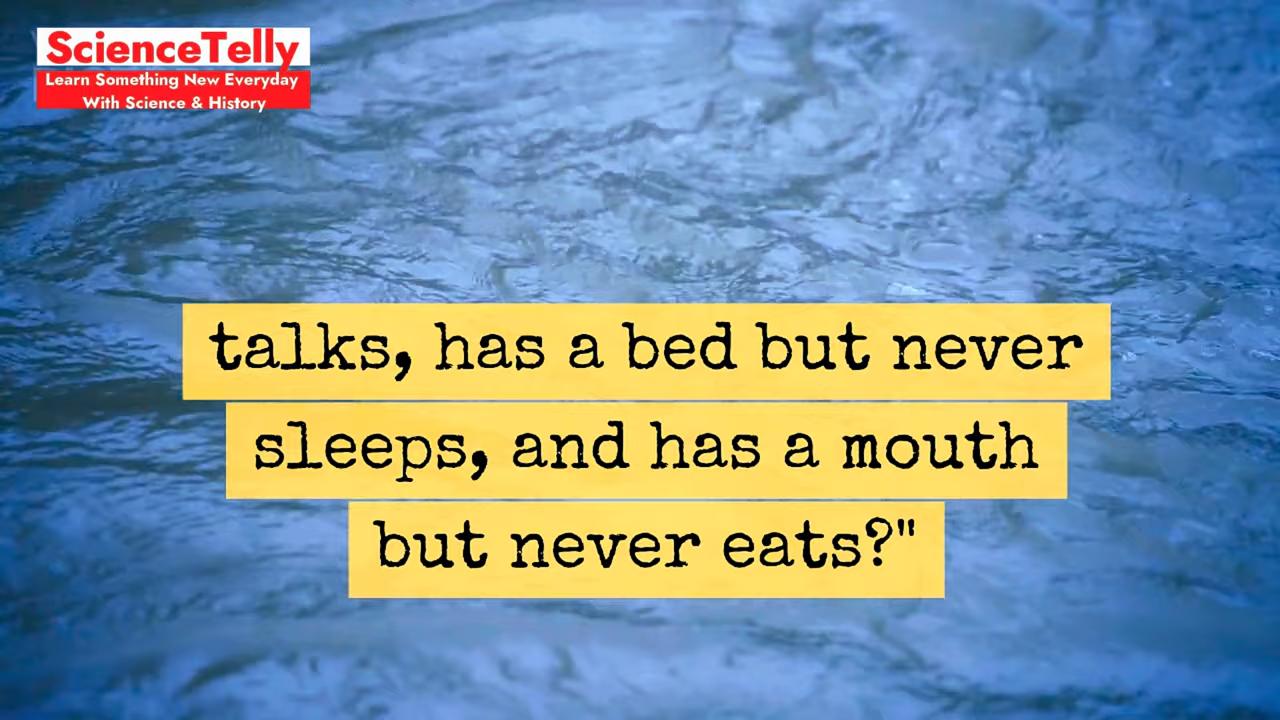 ScienceTelly
Learn Something New Everyday
With Science & History
talks, has a bed but never
sleeps, and has a mouth
but never eats?"